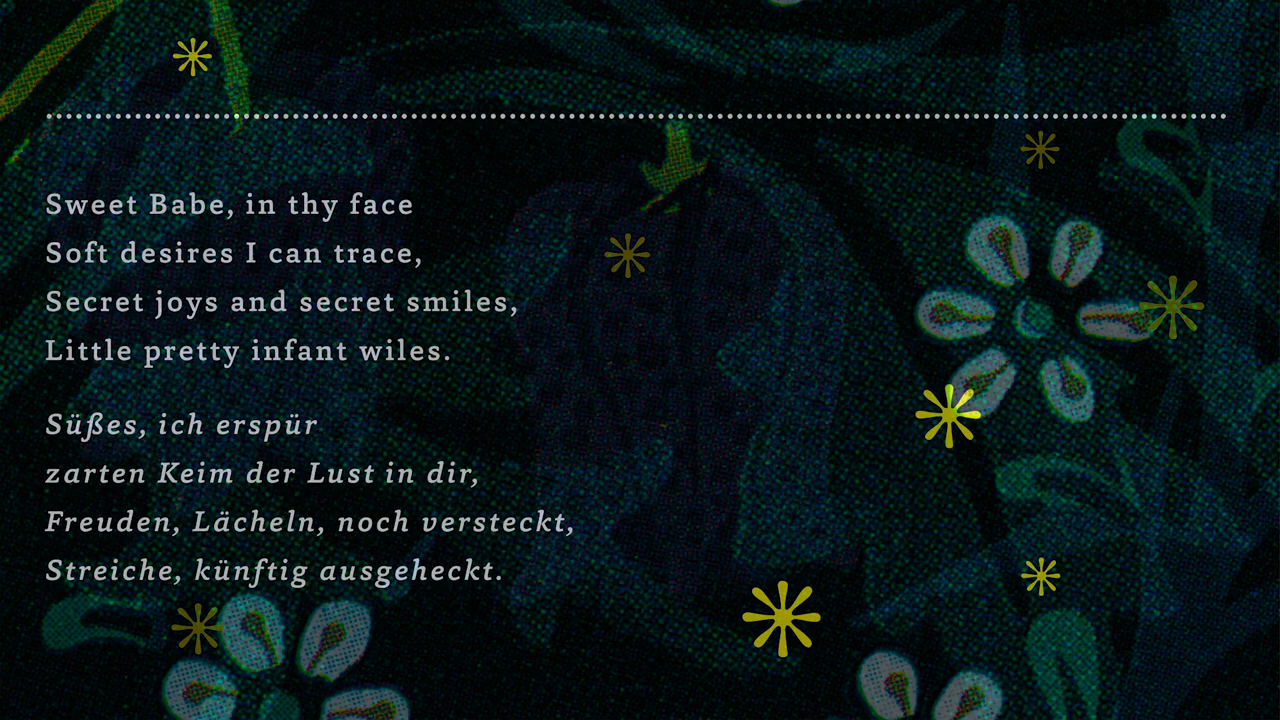 Sweet Babe, in thy face
Soft desires I can trace,
Secret joys and secret smiles,
Little pretty infant wiles.
Süßes, ich erspür
zarten Keim der Lust in dir,
Freuden, Lächeln, noch versteckt,
Streiche, künftig ausgeheckt.